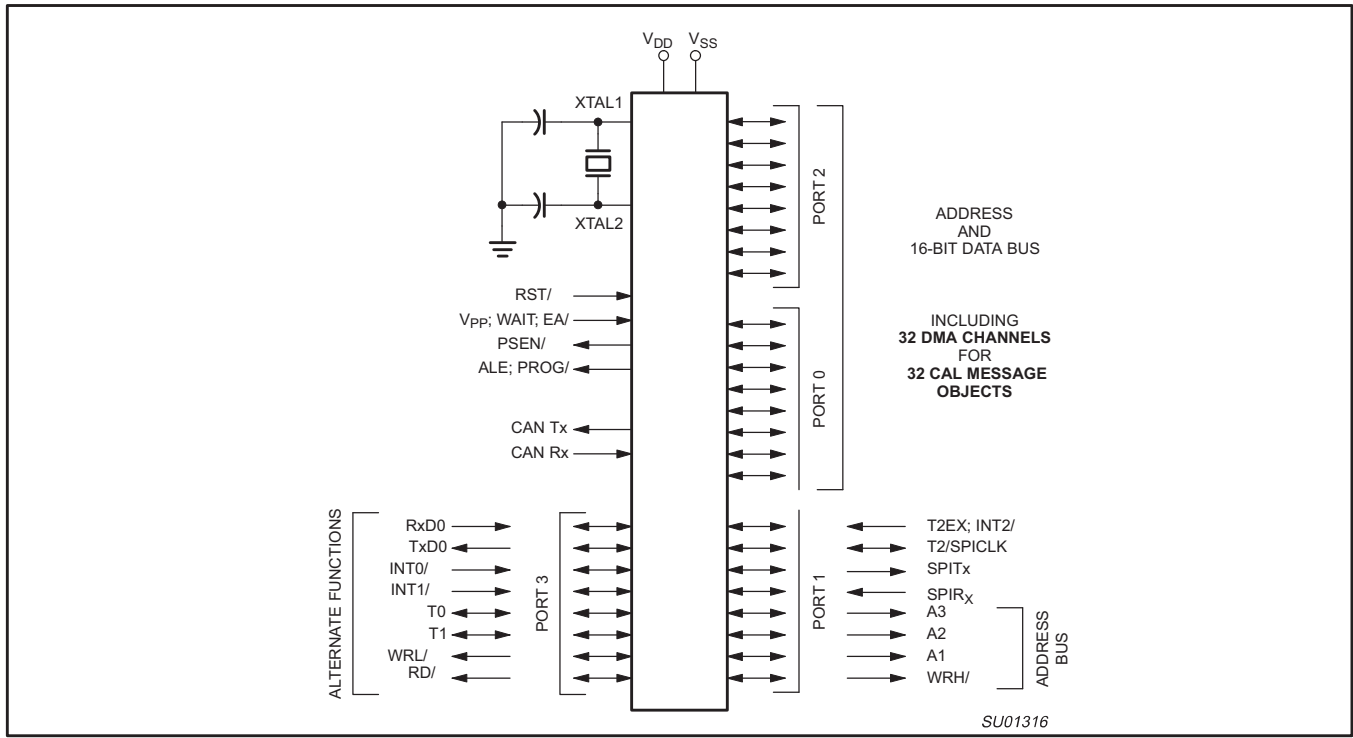 VDD VSS
XTAL1
XTAL2
RST/
VPP; WAIT; EA/
PSEN/
ALE; PROG/
CAN Tx
CAN Rx
PORT 2
PORT 0
ADDRESS
AND
16-BIT DATA BUS
INCLUDING
32 DMA CHANNELS
FOR
32 CAL MESSAGE
OBJECTS
ALTERNATE FUNCTIONS
RxD0
TxD0
INT0/
INT1/
T0
T1
WRL/
RD/
PORT 3
PORT 1
T2EX; INT2/
T2/SPICLK
SPITx
SPIRX
A3
A2
A1
WRH/
ADDRESS
BUS
SU01316